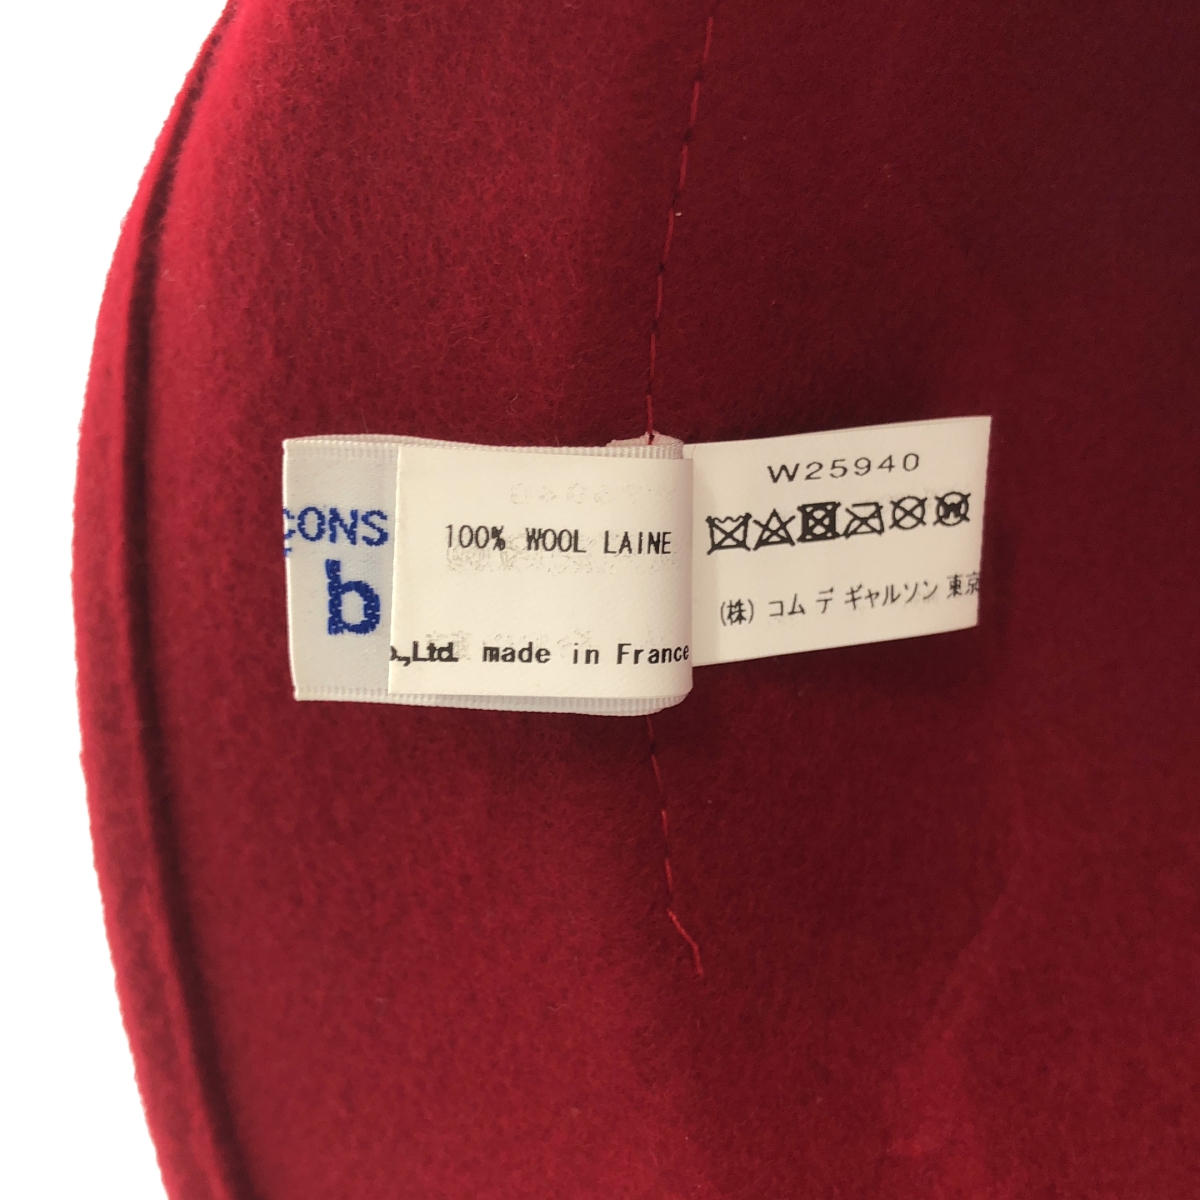 ÇONS
b
100% WOOL LAINE
.,Ltd. made in France
W25940
W
(株) コム デ ギャルソン 東京